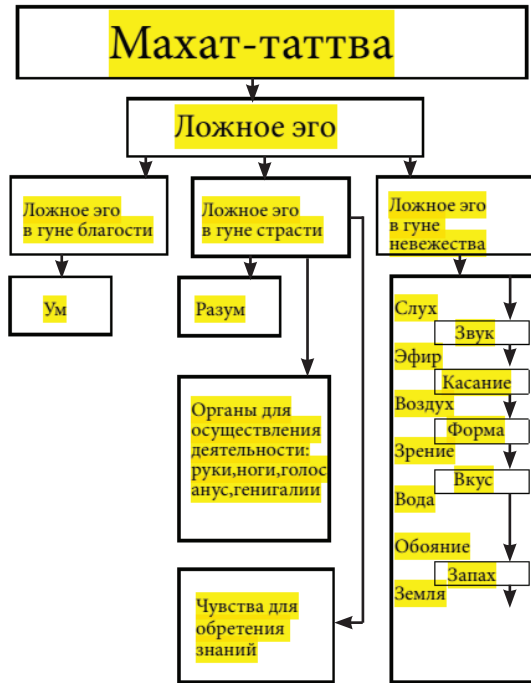 Махат-таттва
Ложное эго
Ложное эго
в гуне благости
Ложное эго
в гуне страсти
Ложное эго
в гуне
невежества
Ум
Разум
Органы для
осуществления
деятельности:
руки,ноги,голос
анус,генигалии
Чувства для
обретения
знаний
Слух
Звук
Эфир
Касание
Воздух
Форма
Зрение
Вкус
Вода
Обояние
Запах
Земля